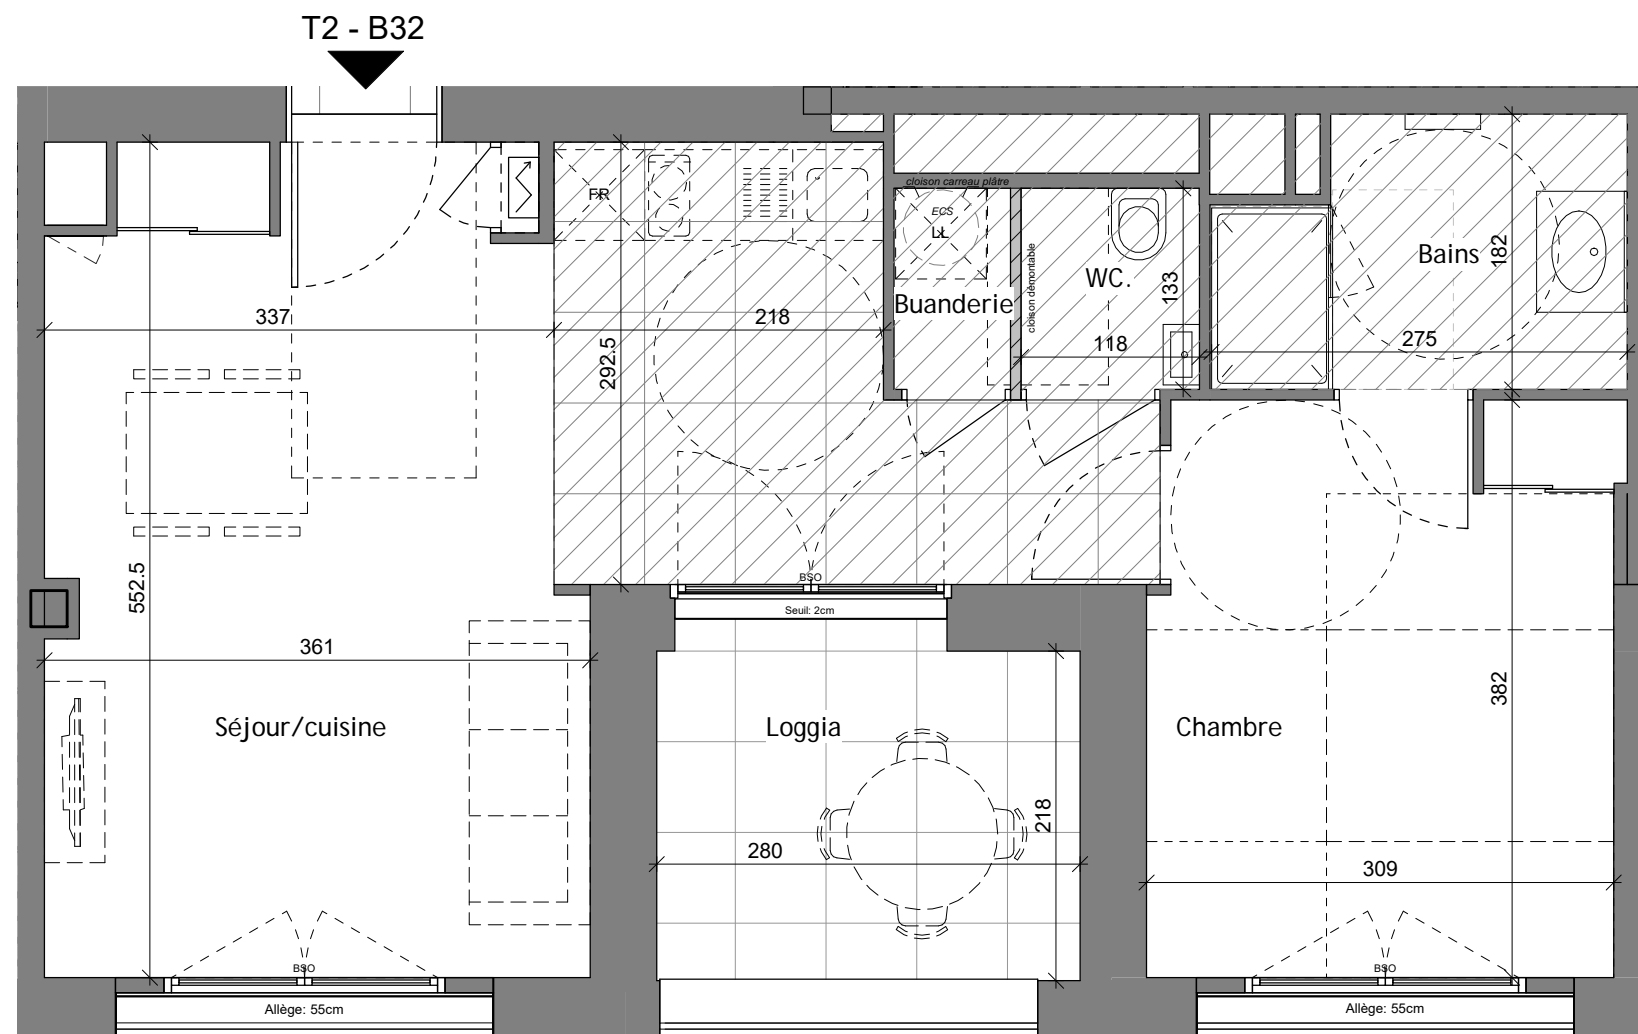 T2 - B32
cloison carreau plâtre
FR
ECS
LL
cloison démontable
WC.
133
Bains
182
Buanderie
337
218
292.5
118
275
552.5
BSO
Seuil: 2cm
361
382
Séjour/cuisine
Loggia
Chambre
218
280
309
BSO
BSO
Allège: 55cm
Allège: 55cm